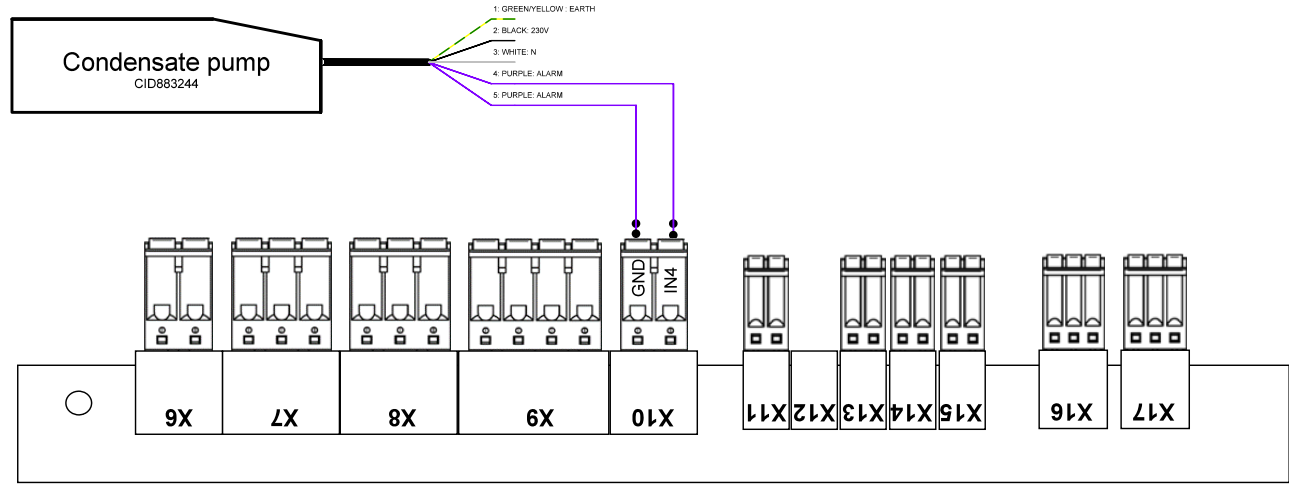 1: GREEN/YELLOW : EARTH
2: BLACK: 230V
3: WHITE: N
4: PURPLE: ALARM
5: PURPLE: ALARM
Condensate pump
CID883244
GND
IN4
X6
X7
X8
X9
X10
X11
X12
X13
X14
X15
X16
X17